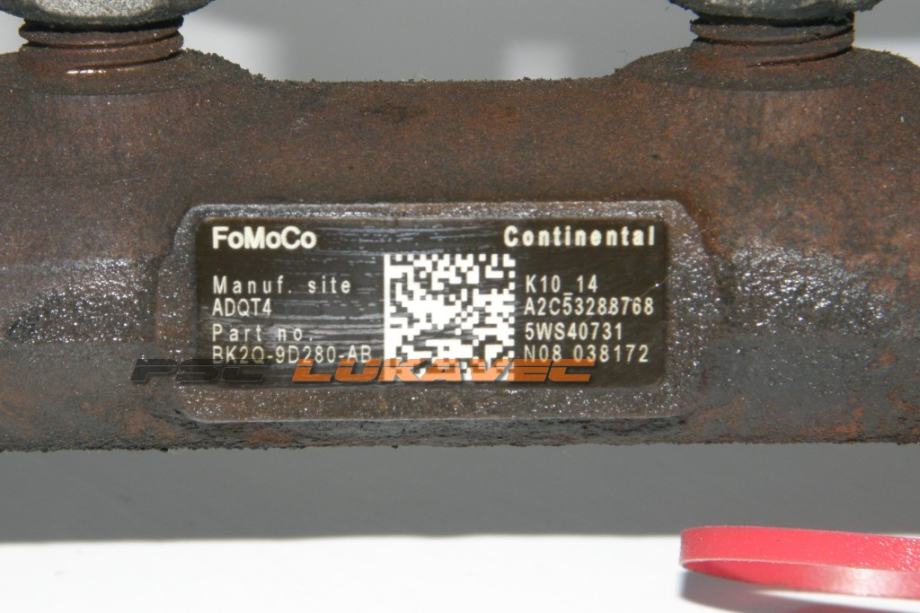 FoMoCo Continental
Manuf. site
ADQT4
Part no.
BK2Q-9D280-AB
K10_14
A2C53288768
5WS40731
N08 038172
PSC LUKAVEC